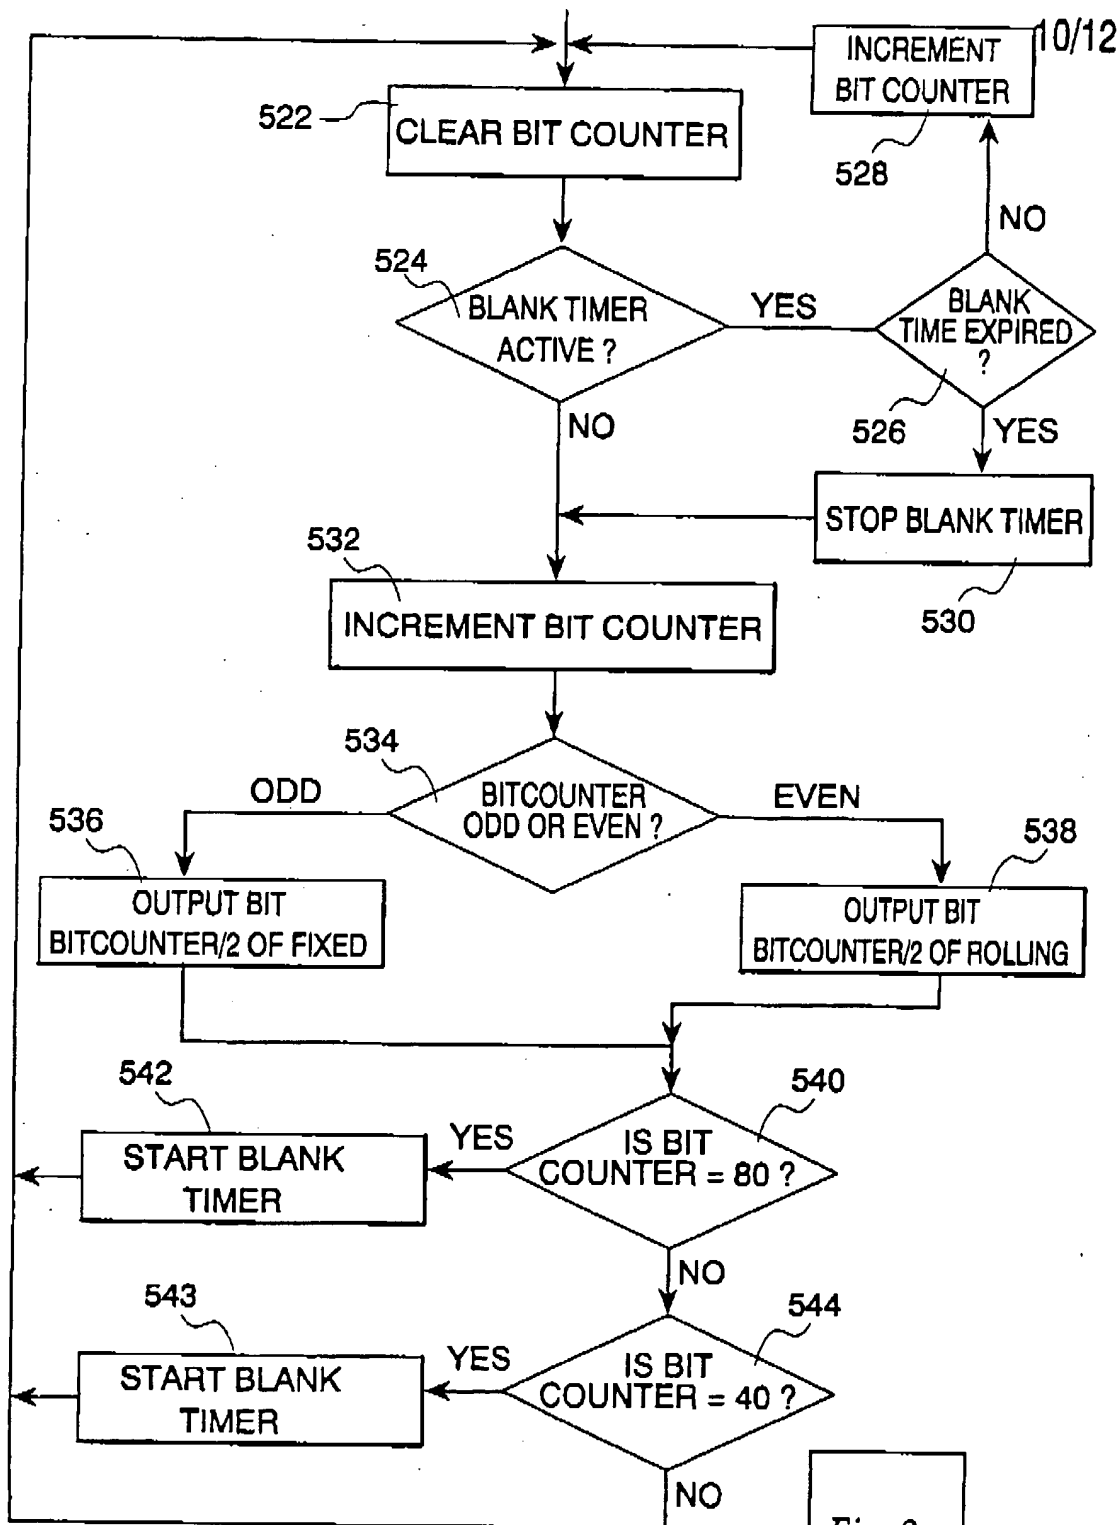 10/12
INCREMENT
BIT COUNTER
528
522
CLEAR BIT COUNTER
NO
524
BLANK TIMER
ACTIVE ?
YES
BLANK
TIME EXPIRED
?
526
YES
NO
STOP BLANK TIMER
530
532
INCREMENT BIT COUNTER
534
BITCOUNTER
ODD OR EVEN ?
ODD
EVEN
536
OUTPUT BIT
BITCOUNTER/2 OF FIXED
538
OUTPUT BIT
BITCOUNTER/2 OF ROLLING
540
IS BIT
COUNTER = 80 ?
YES
542
START BLANK
TIMER
NO
544
IS BIT
COUNTER = 40 ?
YES
543
START BLANK
TIMER
NO